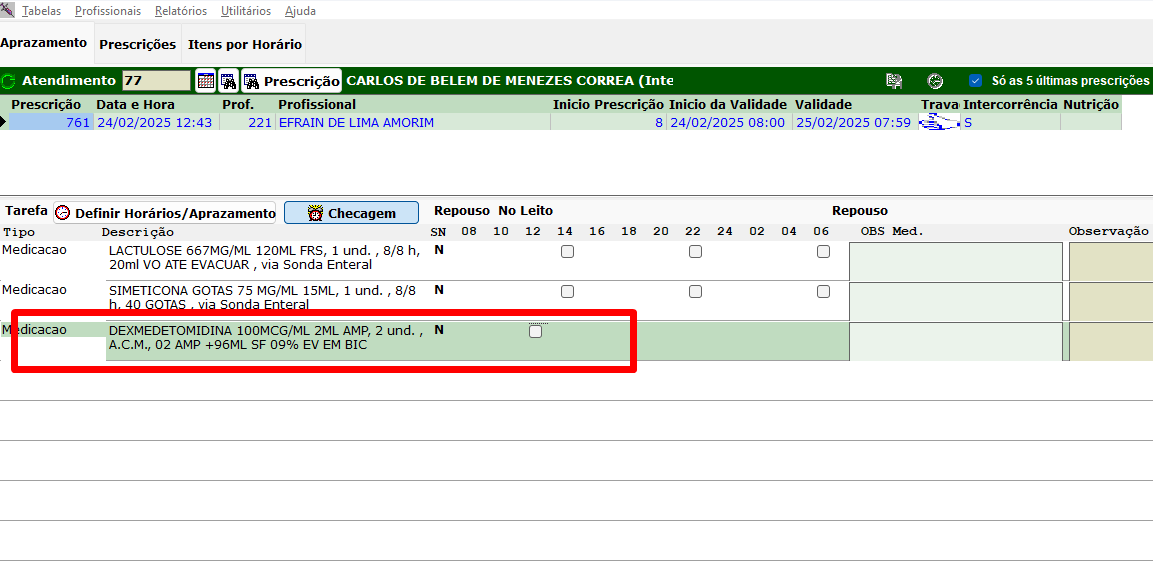 Tabelas Profissionais Relatórios Utilitários Ajuda
Aprazamento Prescrições Itens por Horário
Atendimento 77 Prescrição CARLOS DE BELEM DE MENEZES CORREA (Inte Só as 5 últimas prescrições
Prescrição Data e Hora Prof. Profissional Inicio Prescrição Inicio da Validade Validade Trava Intercorrência Nutrição
761 24/02/2025 12:43 221 EFRAIN DE LIMA AMORIM 8 24/02/2025 08:00 25/02/2025 07:59 S
Tarefa Definir Horários/Aprazamento Checagem Repouso No Leito Repouso
Tipo Descrição SN 08 10 12 14 16 18 20 22 24 02 04 06 OBS Med. Observação
Medicacao LACTULOSE 667MG/ML 120ML FRS, 1 und. , 8/8 h, N
20ml VO ATE EVACUAR , via Sonda Enteral
Medicacao SIMETICONA GOTAS 75 MG/ML 15ML, 1 und. , 8/8 N
h, 40 GOTAS , via Sonda Enteral
Medicacao DEXMEDETOMIDINA 100MCG/ML 2ML AMP, 2 und. , N
A.C.M., 02 AMP +96ML SF 09% EV EM BIC